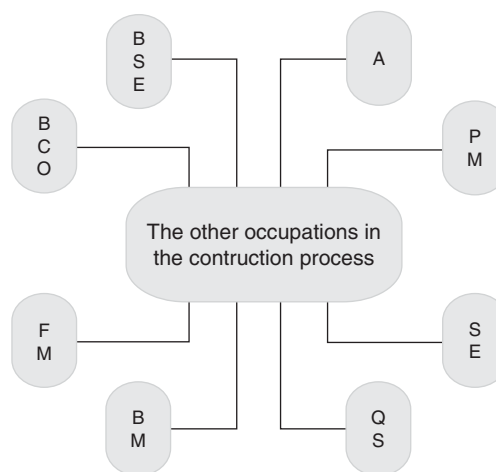 B
S
E
A
B
C
O
P
M
The other occupations in
the contruction process
F
M
S
E
B
M
Q
S